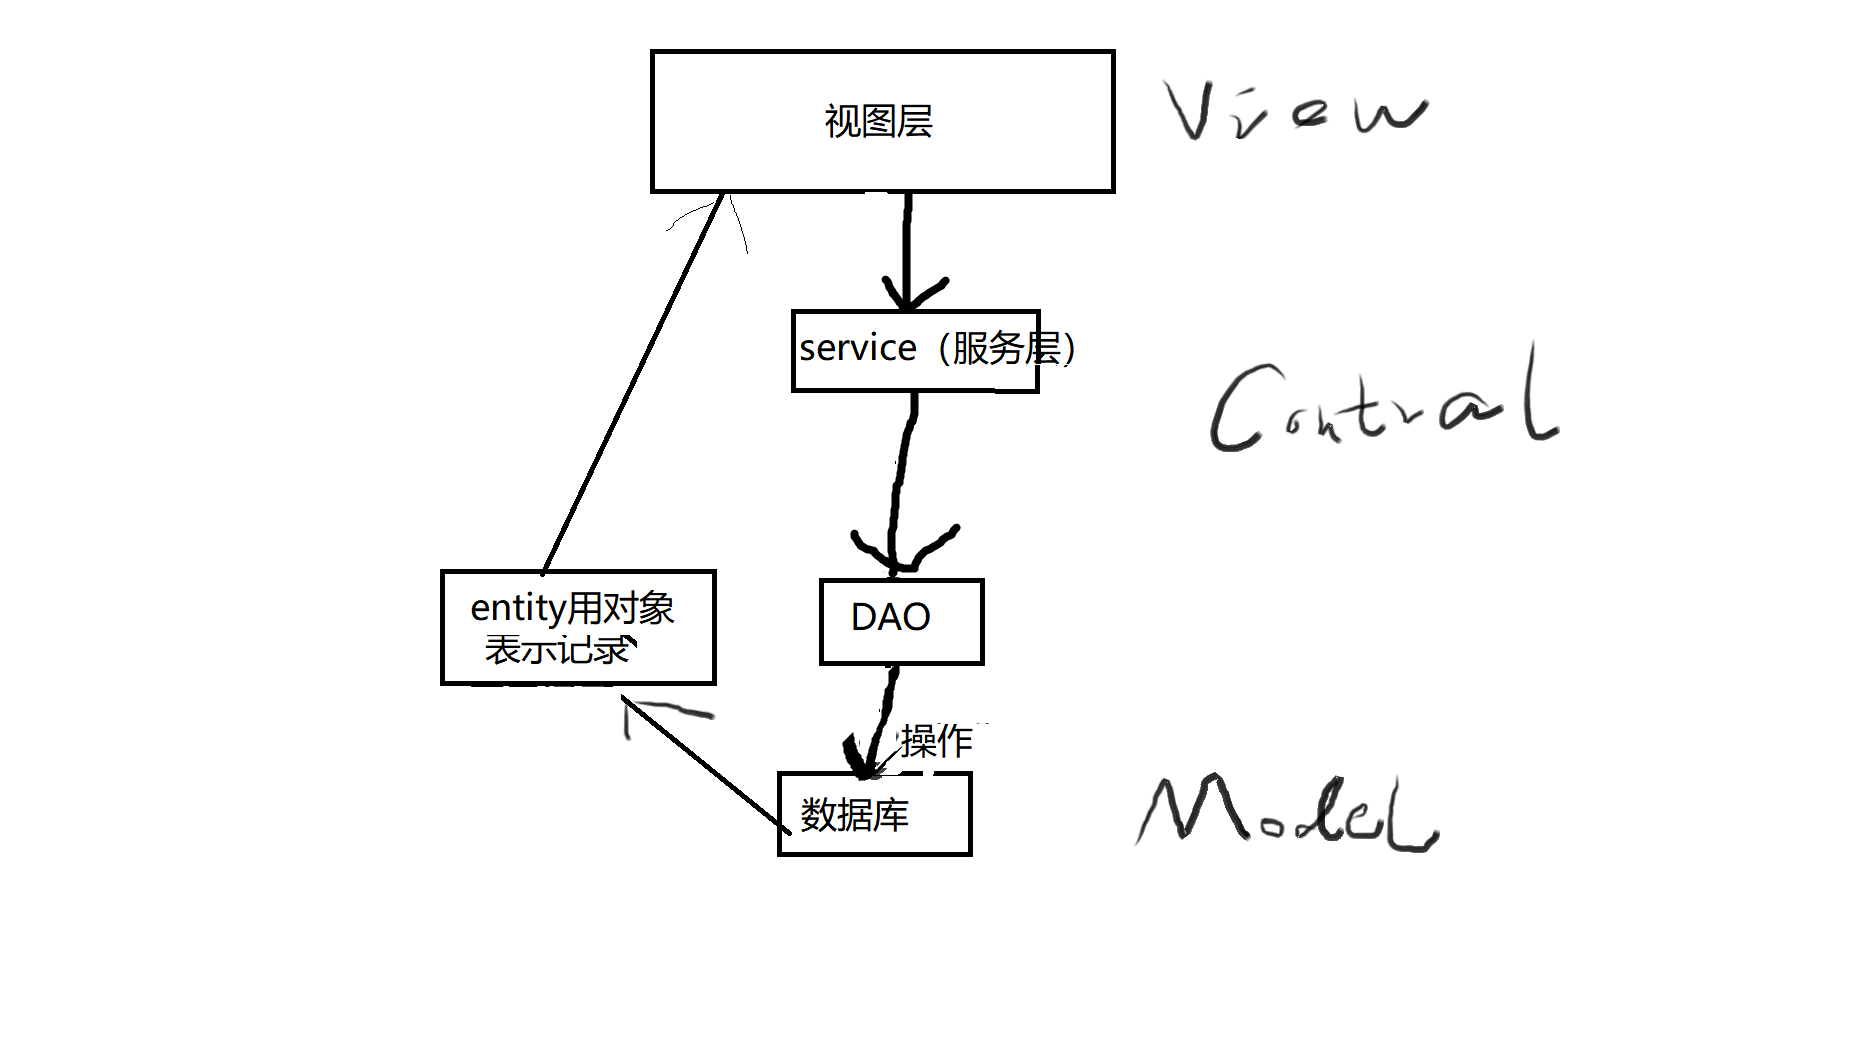 视图层
View
service（服务层）
Contral
entity用对象
表示记录
DAO
操作
数据库
Model